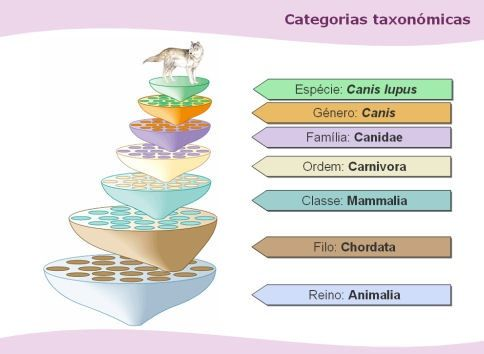 Categorias taxonómicas
Espécie: Canis lupus
Género: Canis
Família: Canidae
Ordem: Carnivora
Classe: Mammalia
Filo: Chordata
Reino: Animalia